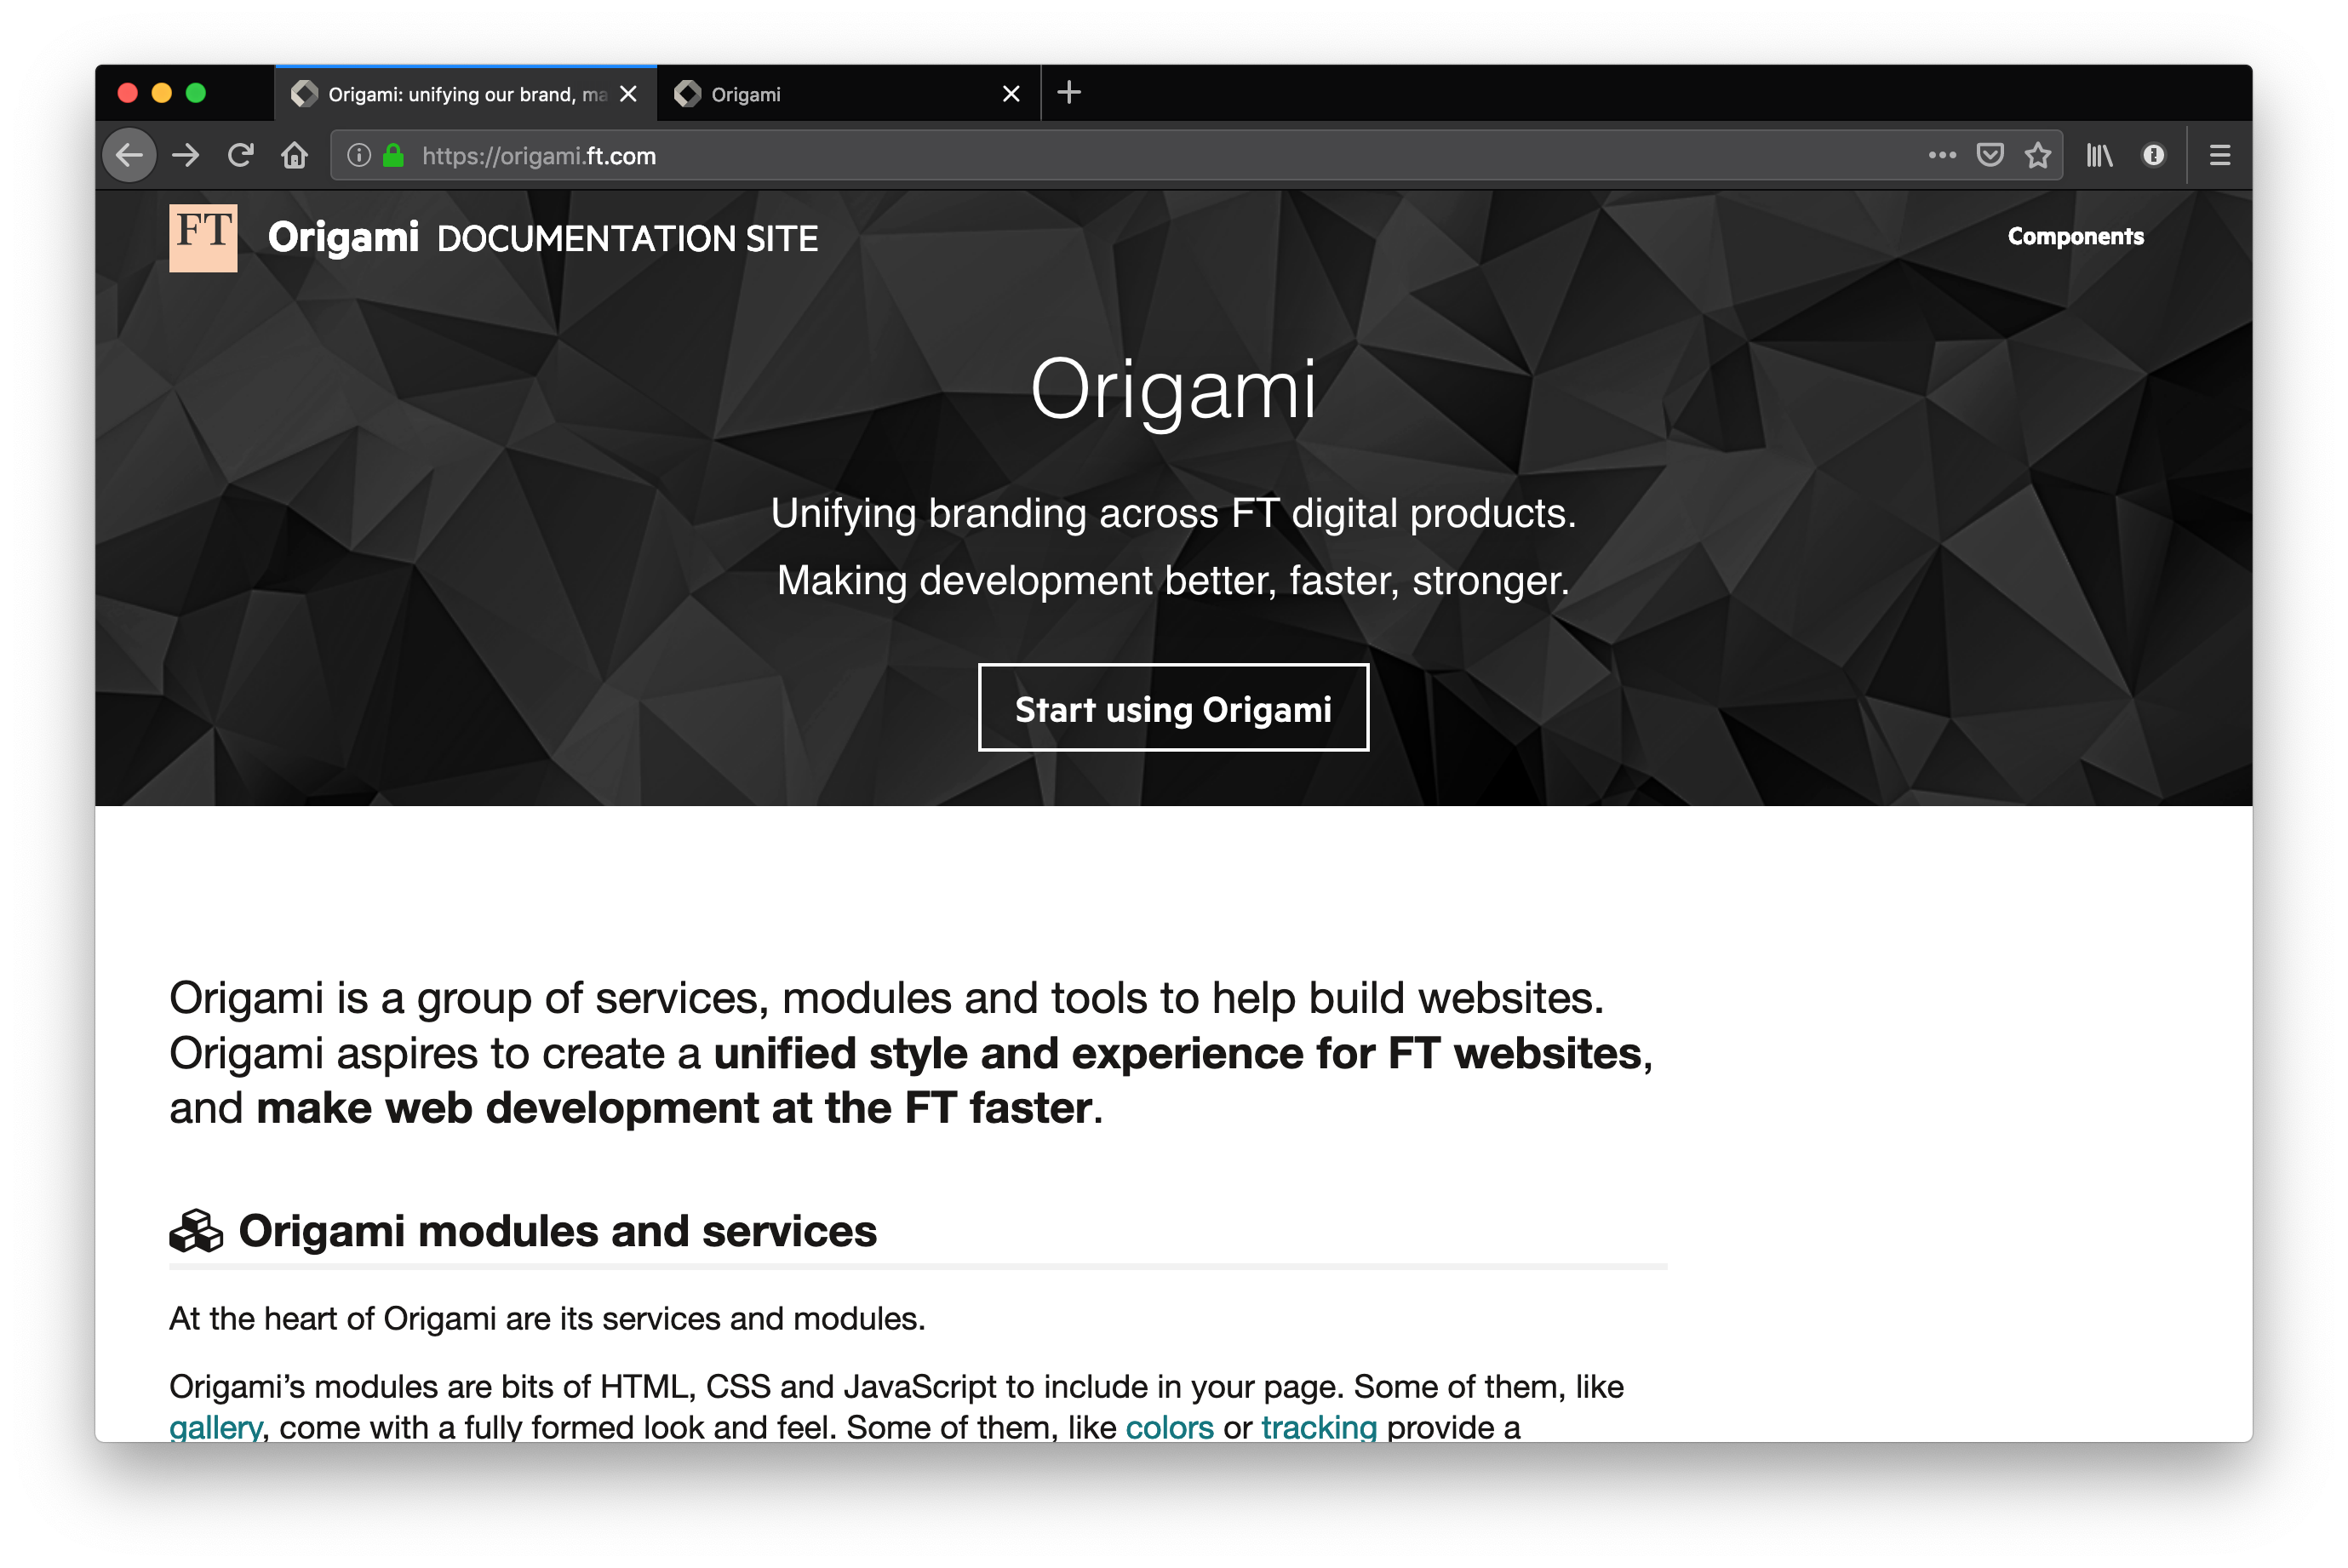 Origami: unifying our brand, ma
Origami
https://origami.ft.com
FT
Origami DOCUMENTATION SITE
Components
Origami
Unifying branding across FT digital products.
Making development better, faster, stronger.
Start using Origami
Origami is a group of services, modules and tools to help build websites.
Origami aspires to create a unified style and experience for FT websites,
and make web development at the FT faster.
Origami modules and services
At the heart of Origami are its services and modules.
Origami’s modules are bits of HTML, CSS and JavaScript to include in your page. Some of them, like
gallery, come with a fully formed look and feel. Some of them, like colors or tracking provide a